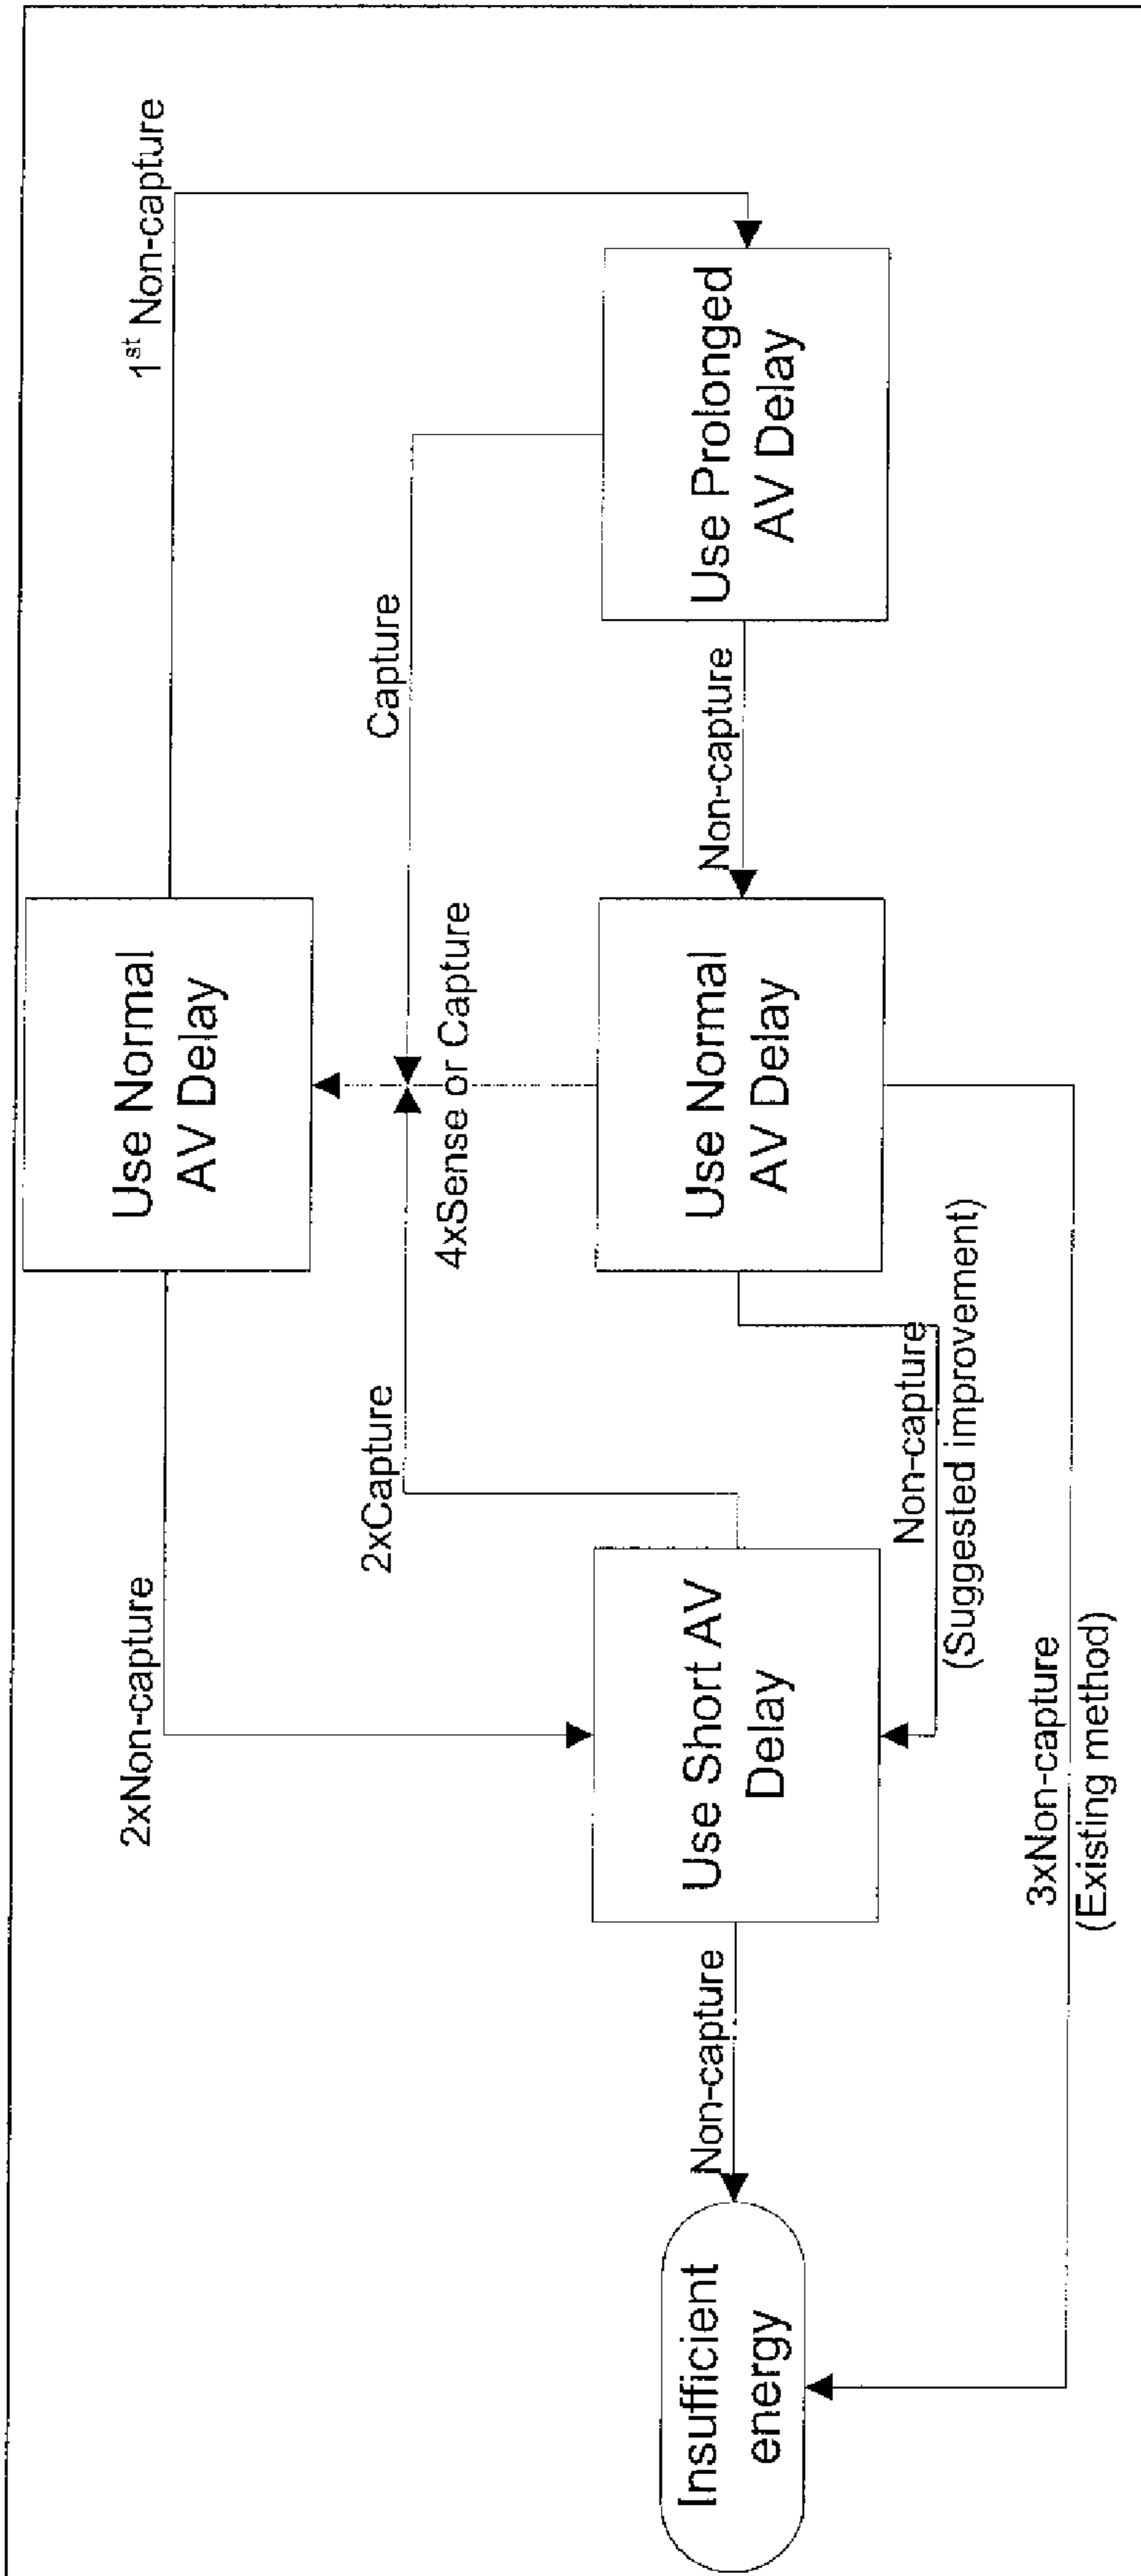 Use Normal
AV Delay
2xNon-capture
1st Non-capture
2xCapture
Capture
4xSense or Capture
Insufficient
energy
Non-capture
Use Short AV
Delay
Use Normal
AV Delay
Non-capture
Use Prolonged
AV Delay
Non-capture
(Suggested improvement)
3xNon-capture
(Existing method)